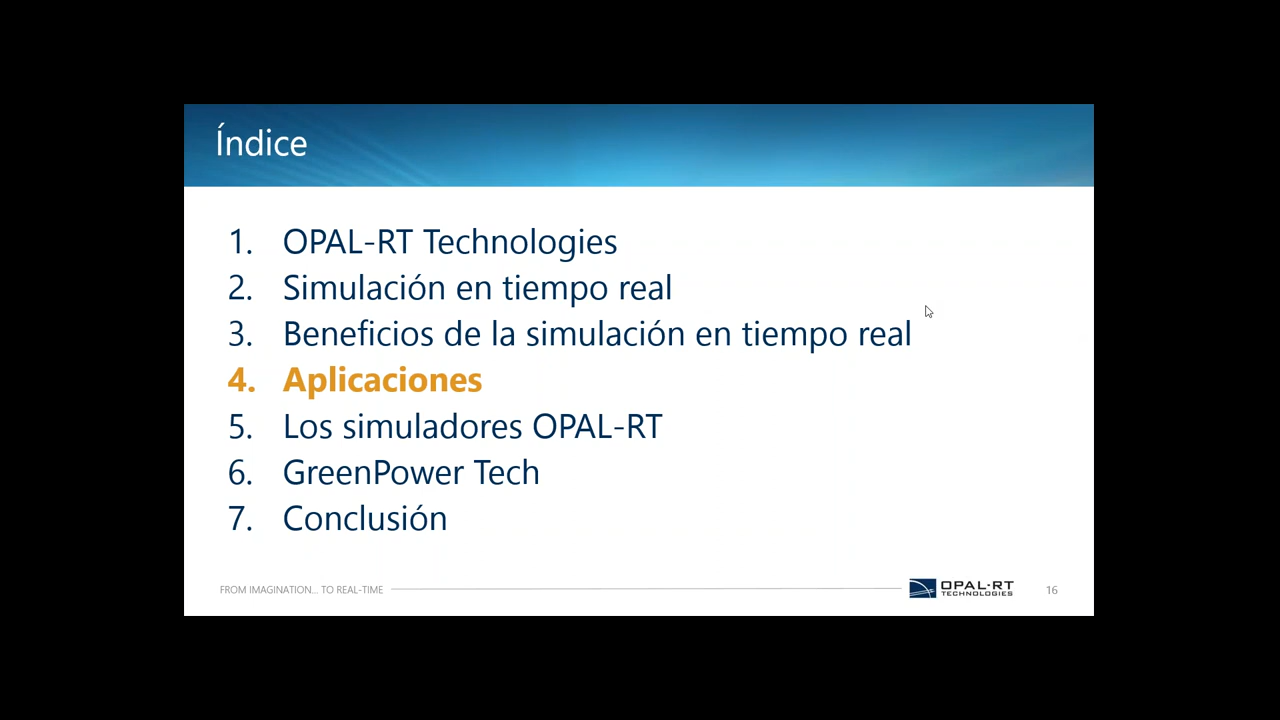 Índice
1. OPAL-RT Technologies
2. Simulación en tiempo real
3. Beneficios de la simulación en tiempo real
4. Aplicaciones
5. Los simuladores OPAL-RT
6. GreenPower Tech
7. Conclusión
FROM IMAGINATION... TO REAL-TIME
OPAL-RT
TECHNOLOGIES
16